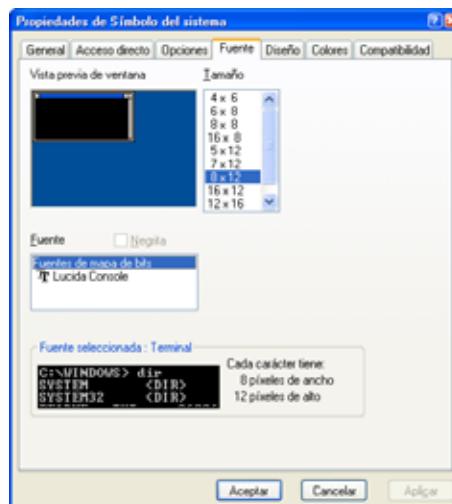 Propiedades de Símbolo del sistema
General Acceso directo Opciones Fuente Diseño Colores Compatibilidad
Vista previa de ventana
Tamaño
4 x 6
6 x 8
8 x 8
16 x 8
5 x 12
7 x 12
8 x 12
16 x 12
12 x 16
Fuente
Negrita
Fuentes de mapa de bits
Lucida Console
Fuente seleccionada : Terminal
C:\WINDOWS> dir
SYSTEM <DIR>
SYSTEM32 <DIR>
Cada carácter tiene:
8 píxeles de ancho
12 píxeles de alto
Aceptar Cancelar Aplicar